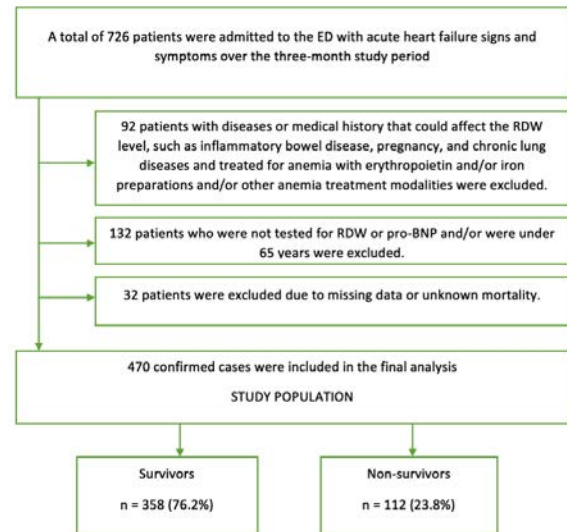 A total of 726 patients were admitted to the ED with acute heart failure signs and
symptoms over the three-month study period
92 patients with diseases or medical history that could affect the RDW
level, such as inflammatory bowel disease, pregnancy, and chronic lung
diseases and treated for anemia with erythropoietin and/or iron
preparations and/or other anemia treatment modalities were excluded.
132 patients who were not tested for RDW or pro-BNP and/or were under
65 years were excluded.
32 patients were excluded due to missing data or unknown mortality.
470 confirmed cases were included in the final analysis
STUDY POPULATION
Survivors
n = 358 (76.2%)
Non-survivors
n = 112 (23.8%)